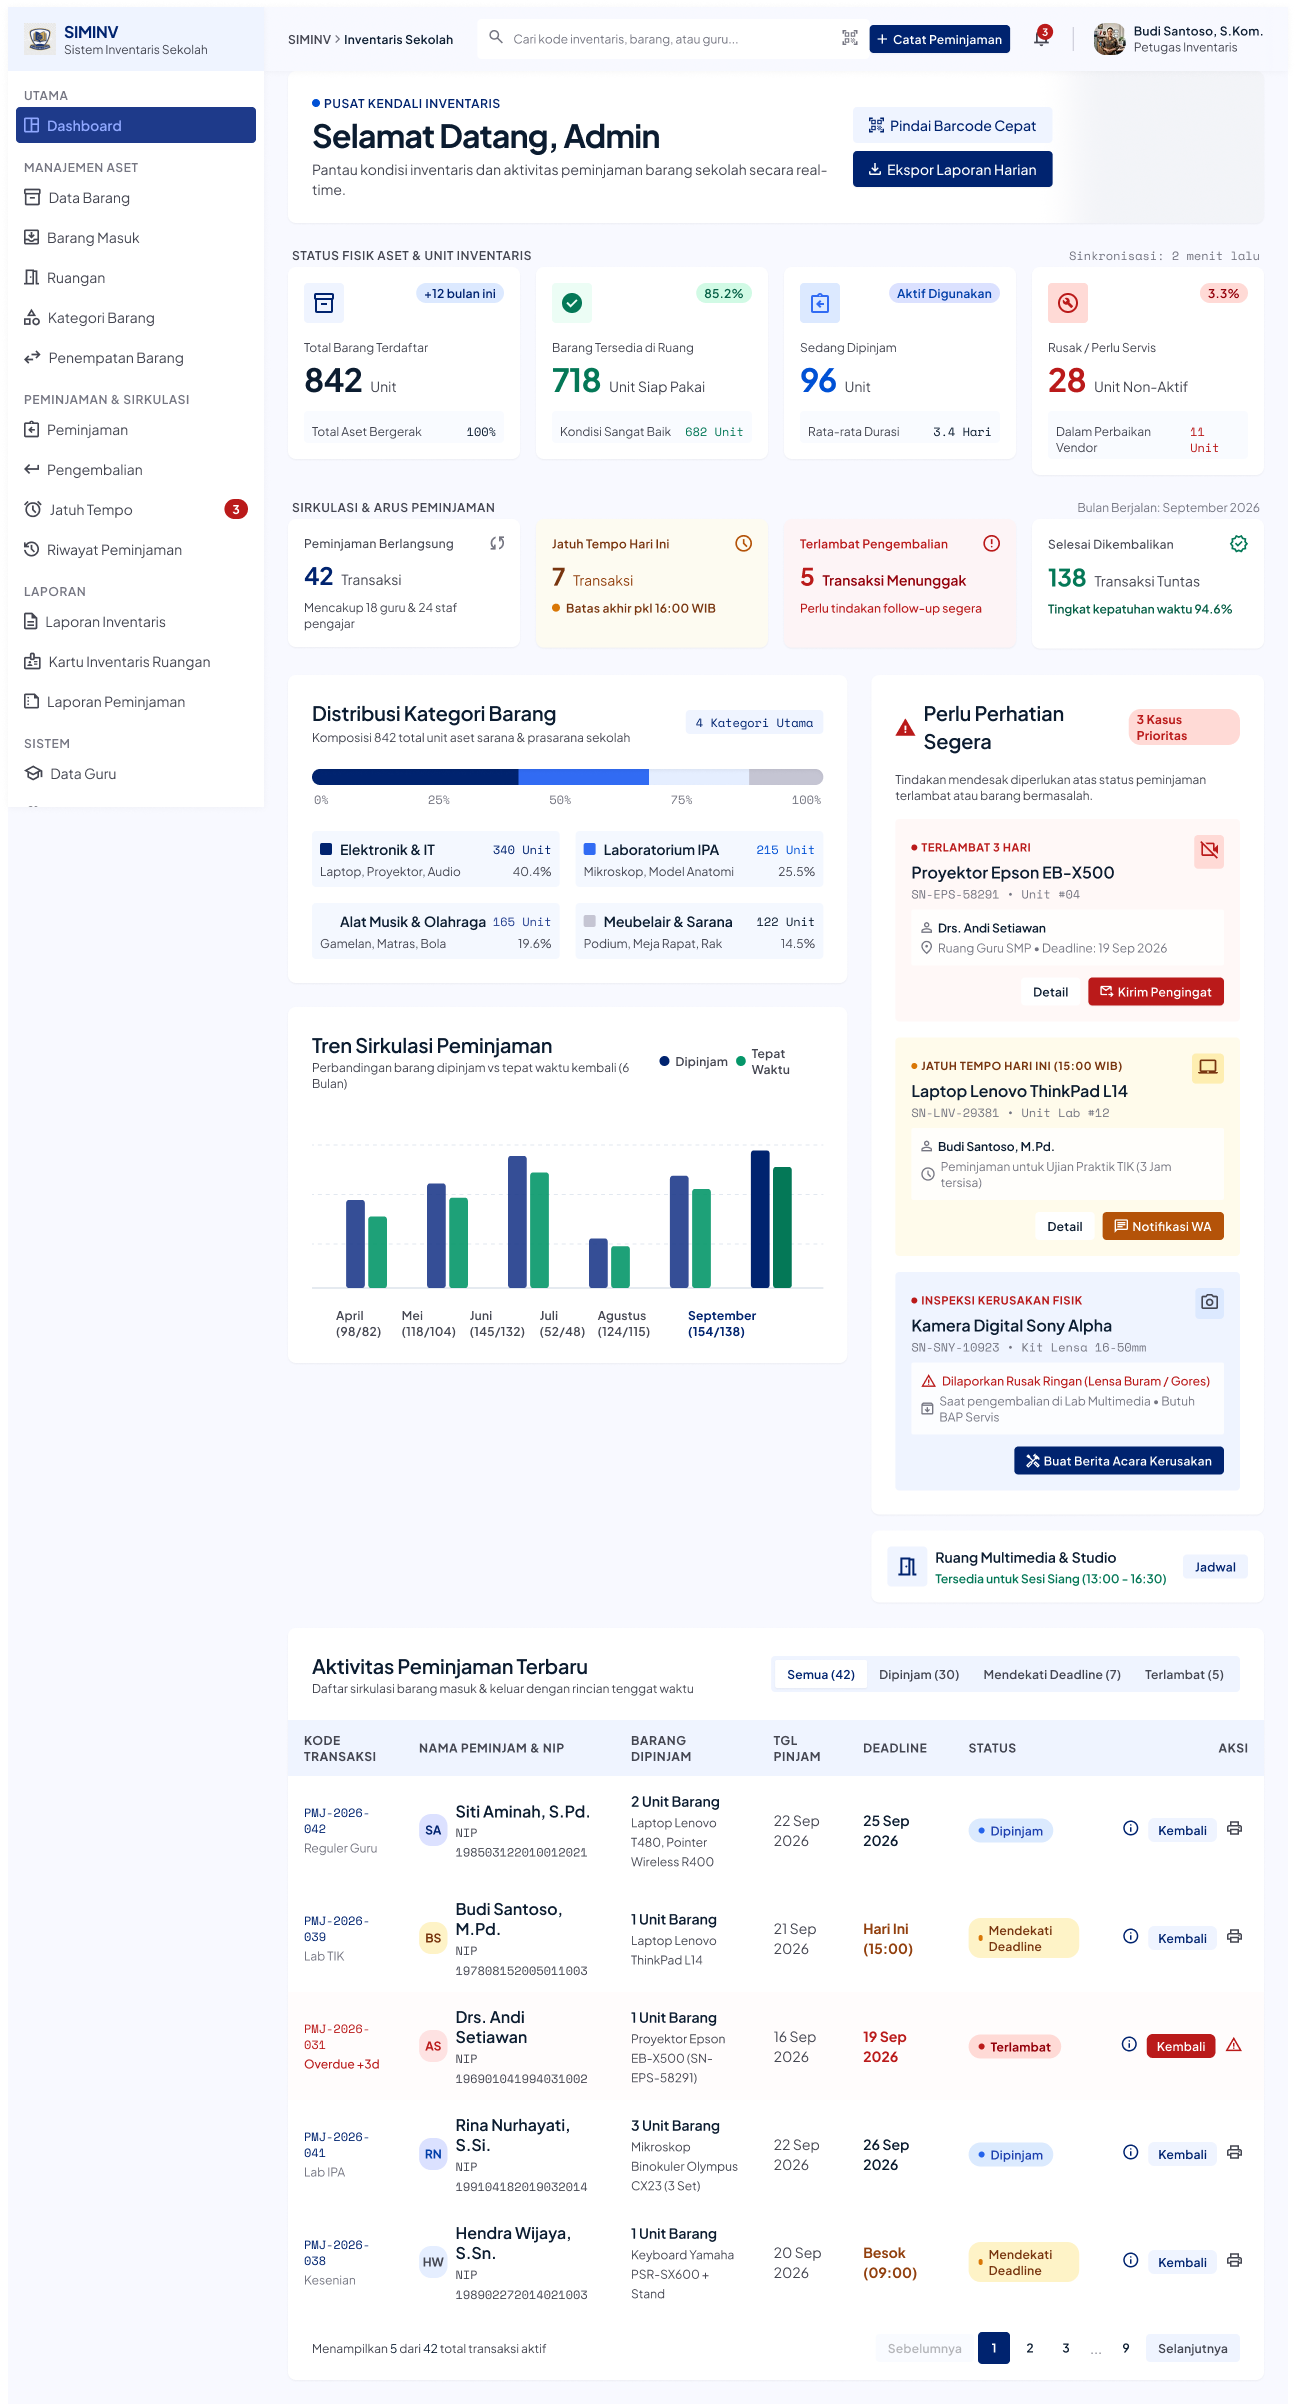 SIMINV
Sistem Inventaris Sekolah
SIMINV > Inventaris Sekolah
Cari kode inventaris, barang, atau guru...
+ Catat Peminjaman
3
Budi Santoso, S.Kom.
Petugas Inventaris
UTAMA
Dashboard
MANAJEMEN ASET
Data Barang
Barang Masuk
Ruangan
Kategori Barang
Penempatan Barang
PEMINJAMAN & SIRKULASI
Peminjaman
Pengembalian
Jatuh Tempo
3
Riwayat Peminjaman
LAPORAN
Laporan Inventaris
Kartu Inventaris Ruangan
Laporan Peminjaman
SISTEM
Data Guru
PUSAT KENDALI INVENTARIS
Selamat Datang, Admin
Pantau kondisi inventaris dan aktivitas peminjaman barang sekolah secara real-
time.
Pindai Barcode Cepat
Ekspor Laporan Harian
STATUS FISIK ASET & UNIT INVENTARIS
Sinkronisasi: 2 menit lalu
+12 bulan ini
Total Barang Terdaftar
842 Unit
Total Aset Bergerak 100%
85.2%
Barang Tersedia di Ruang
718 Unit Siap Pakai
Kondisi Sangat Baik 682 Unit
Aktif Digunakan
Sedang Dipinjam
96 Unit
Rata-rata Durasi 3.4 Hari
3.3%
Rusak / Perlu Servis
28 Unit Non-Aktif
Dalam Perbaikan
Vendor
11
Unit
SIRKULASI & ARUS PEMINJAMAN
Bulan Berjalan: September 2026
Peminjaman Berlangsung
42 Transaksi
Mencakup 18 guru & 24 staf
pengajar
Jatuh Tempo Hari Ini
7 Transaksi
Batas akhir pkl 16:00 WIB
Terlambat Pengembalian
5 Transaksi Menunggak
Perlu tindakan follow-up segera
Selesai Dikembalikan
138 Transaksi Tuntas
Tingkat kepatuhan waktu 94.6%
Distribusi Kategori Barang
Komposisi 842 total unit aset sarana & prasarana sekolah
4 Kategori Utama
0% 25% 50% 75% 100%
Elektronik & IT 340 Unit
Laptop, Proyektor, Audio 40.4%
Laboratorium IPA 215 Unit
Mikroskop, Model Anatomi 25.5%
Alat Musik & Olahraga 165 Unit
Gamelan, Matras, Bola 19.6%
Meubelair & Sarana 122 Unit
Podium, Meja Rapat, Rak 14.5%
Tren Sirkulasi Peminjaman
Perbandingan barang dipinjam vs tepat waktu kembali (6
Bulan)
Dipinjam
Tepat
Waktu
April
(98/82)
Mei
(118/104)
Juni
(145/132)
Juli
(52/48)
Agustus
(124/115)
September
(154/138)
Perlu Perhatian
Segera
3 Kasus
Prioritas
Tindakan mendesak diperlukan atas status peminjaman
terlambat atau barang bermasalah.
TERLAMBAT 3 HARI
Proyektor Epson EB-X500
SN-EPS-58291 • Unit #04
Drs. Andi Setiawan
Ruang Guru SMP • Deadline: 19 Sep 2026
Detail
Kirim Pengingat
JATUH TEMPO HARI INI (15:00 WIB)
Laptop Lenovo ThinkPad L14
SN-LNV-29381 • Unit Lab #12
Budi Santoso, M.Pd.
Peminjaman untuk Ujian Praktik TIK (3 Jam
tersisa)
Detail
Notifikasi WA
INSPEKSI KERUSAKAN FISIK
Kamera Digital Sony Alpha
SN-SNY-10923 • Kit Lensa 16-50mm
Dilaporkan Rusak Ringan (Lensa Buram / Gores)
Saat pengembalian di Lab Multimedia • Butuh
BAP Servis
Buat Berita Acara Kerusakan
Ruang Multimedia & Studio
Tersedia untuk Sesi Siang (13:00 - 16:30)
Jadwal
Aktivitas Peminjaman Terbaru
Daftar sirkulasi barang masuk & keluar dengan rincian tenggat waktu
Semua (42) Dipinjam (30) Mendekati Deadline (7) Terlambat (5)
KODE
TRANSAKSI
NAMA PEMINJAM & NIP
BARANG
DIPINJAM
TGL
PINJAM
DEADLINE
STATUS
AKSI
PMJ-2026-
042
Reguler Guru
SA
Siti Aminah, S.Pd.
NIP
198503122010012021
2 Unit Barang
Laptop Lenovo
T480, Pointer
Wireless R400
22 Sep
2026
25 Sep
2026
Dipinjam
Kembali
PMJ-2026-
039
Lab TIK
BS
Budi Santoso,
M.Pd.
NIP
197808152005011003
1 Unit Barang
Laptop Lenovo
ThinkPad L14
21 Sep
2026
Hari Ini
(15:00)
Mendekati
Deadline
Kembali
PMJ-2026-
031
Overdue +3d
AS
Drs. Andi
Setiawan
NIP
196901041994031002
1 Unit Barang
Proyektor Epson
EB-X500 (SN-
EPS-58291)
16 Sep
2026
19 Sep
2026
Terlambat
Kembali
PMJ-2026-
041
Lab IPA
RN
Rina Nurhayati,
S.Si.
NIP
199104182019032014
3 Unit Barang
Mikroskop
Binokuler Olympus
CX23 (3 Set)
22 Sep
2026
26 Sep
2026
Dipinjam
Kembali
PMJ-2026-
038
Kesenian
HW
Hendra Wijaya,
S.Sn.
NIP
198902272014021003
1 Unit Barang
Keyboard Yamaha
PSR-SX600 +
Stand
20 Sep
2026
Besok
(09:00)
Mendekati
Deadline
Kembali
Menampilkan 5 dari 42 total transaksi aktif
Sebelumnya 1 2 3 ... 9 Selanjutnya